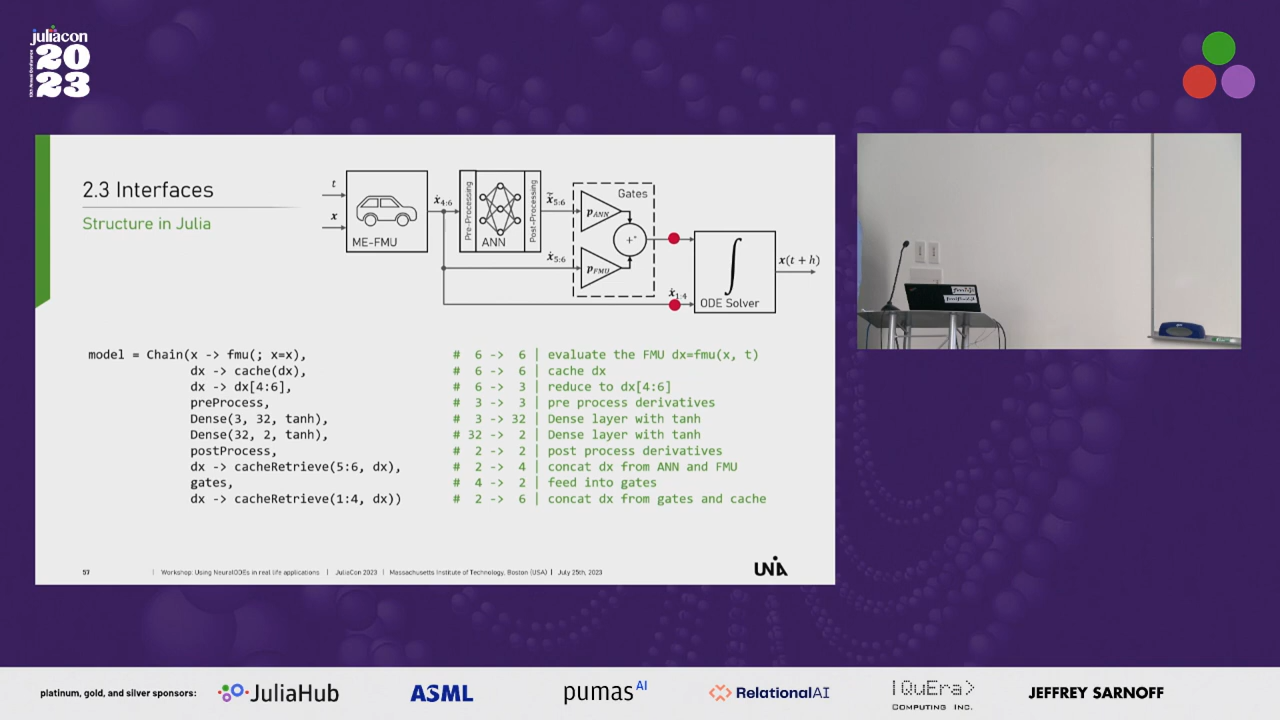 juliacon
20
23
2.3 Interfaces
Structure in Julia
t
x
ME-FMU
ẋ4:6
Pre-Processing
ANN
Post-Processing
x̃̇5:6
ẋ5:6
Gates
pANN
pFMU
+
ẋ1:4
∫
ODE Solver
x(t + h)
model = Chain(x -> fmu(; x=x), # 6 -> 6 | evaluate the FMU dx=fmu(x, t)
dx -> cache(dx), # 6 -> 6 | cache dx
dx -> dx[4:6], # 6 -> 3 | reduce to dx[4:6]
preProcess, # 3 -> 3 | pre process derivatives
Dense(3, 32, tanh), # 3 -> 32 | Dense layer with tanh
Dense(32, 2, tanh), # 32 -> 2 | Dense layer with tanh
postProcess, # 2 -> 2 | post process derivatives
dx -> cacheRetrieve(5:6, dx), # 2 -> 4 | concat dx from ANN and FMU
gates, # 4 -> 2 | feed into gates
dx -> cacheRetrieve(1:4, dx)) # 2 -> 6 | concat dx from gates and cache
57 | Workshop: Using NeuralODEs in real life applications | JuliaCon 2023 | Massachusetts Institute of Technology, Boston (USA) | July 25th, 2023
UNIA
platinum, gold, and silver sponsors: JuliaHub ASML pumasAI RelationalAI |QuEra> COMPUTING INC. JEFFREY SARNOFF